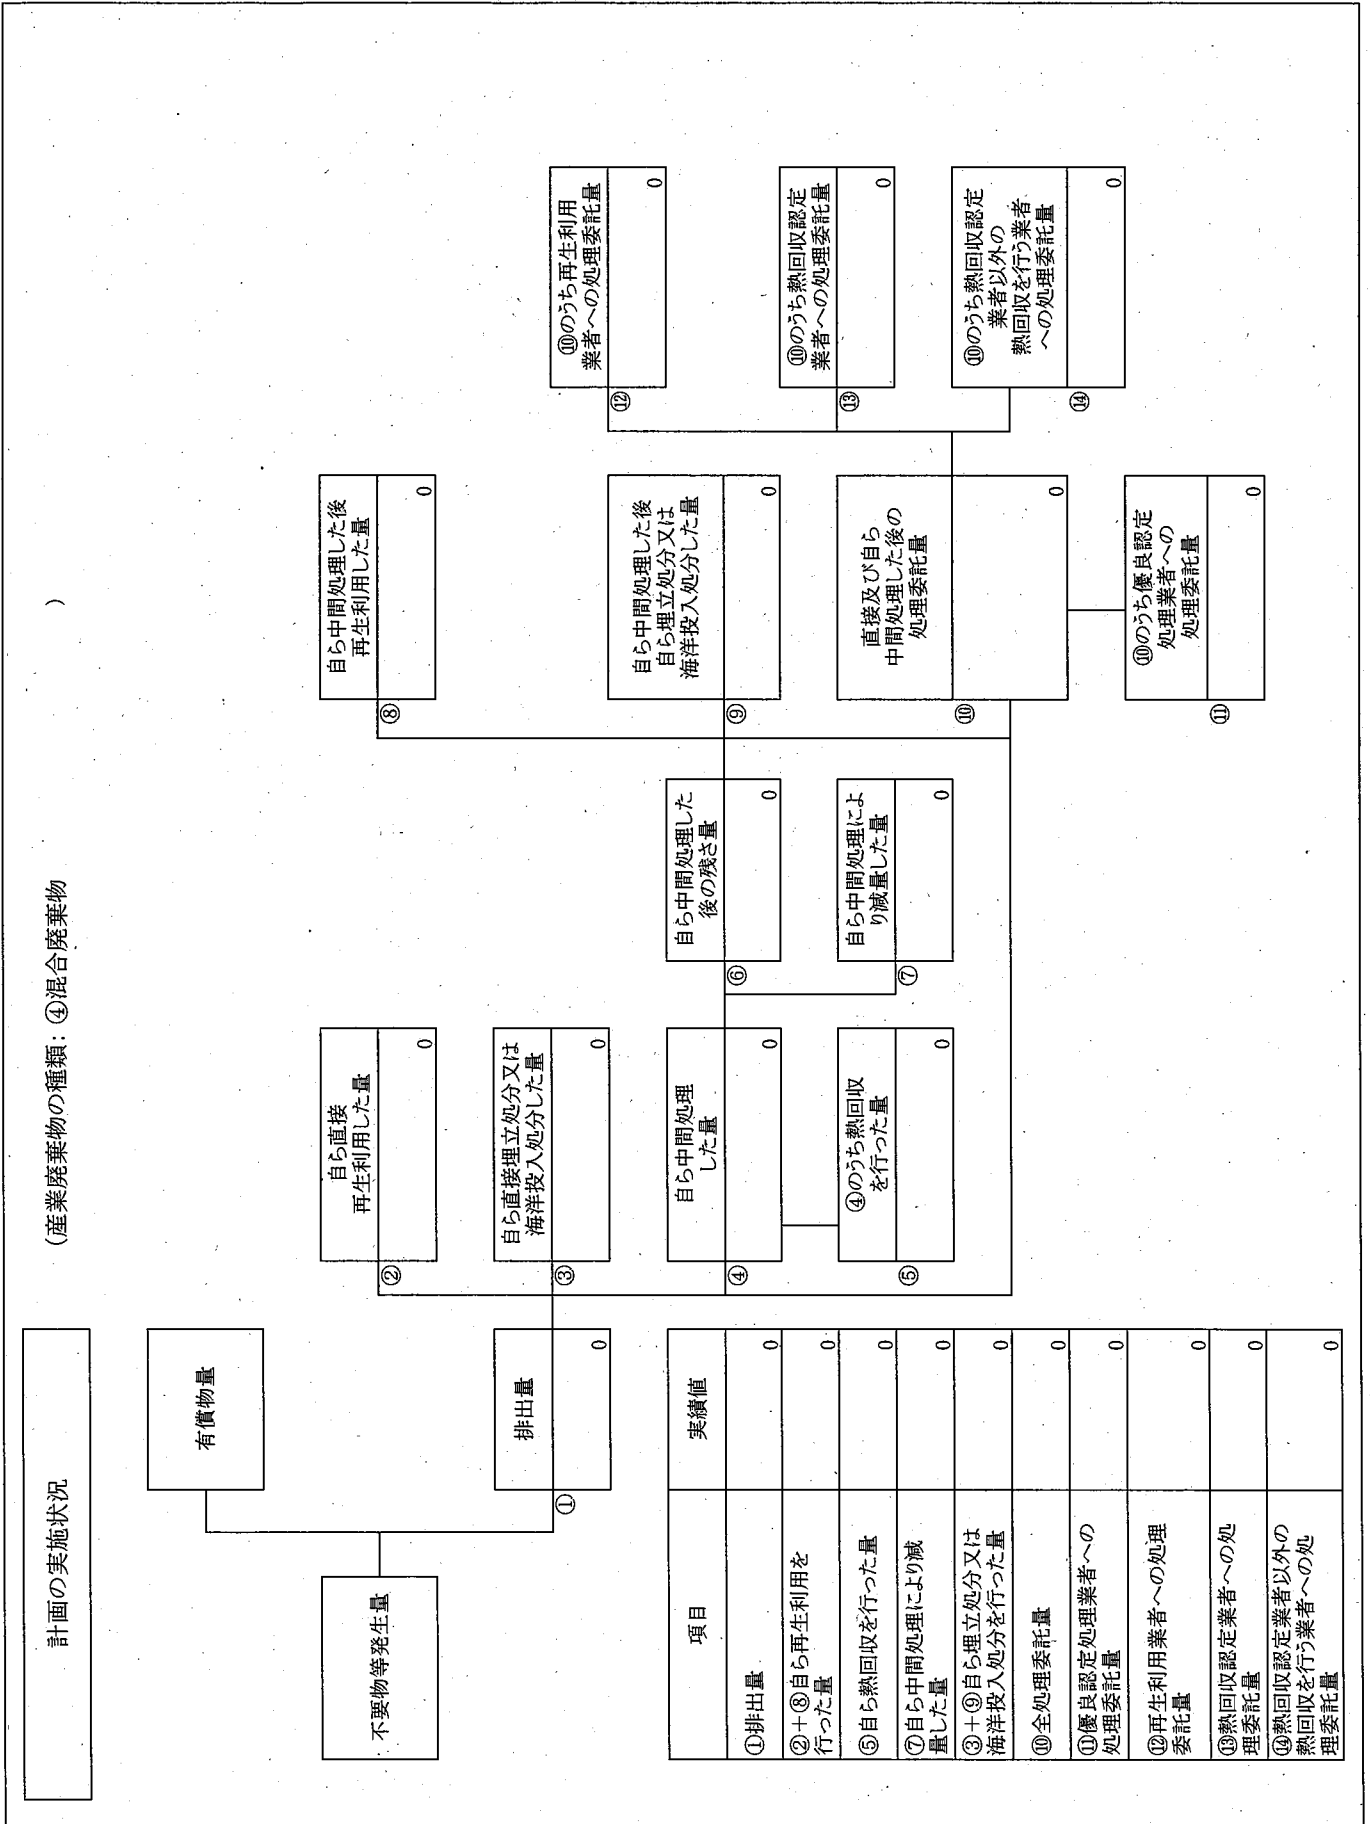 計画の実施状況
(産業廃棄物の種類：④混合廃棄物　　　　)
不要物等発生量
有償物量
①
排出量
0
②
自ら直接
再生利用した量
0
③
自ら直接埋立処分又は
海洋投入処分した量
0
④
自ら中間処理
した量
0
⑤
④のうち熱回収
を行った量
0
⑥
自ら中間処理した
後の残さ量
0
⑦
自ら中間処理によ
り減量した量
0
⑧
自ら中間処理した後
再生利用した量
0
⑨
自ら中間処理した後
自ら埋立処分又は
海洋投入処分した量
0
⑩
直接及び自ら
中間処理した後の
処理委託量
0
⑪
⑩のうち優良認定
処理業者への
処理委託量
0
⑫
⑩のうち再生利用
業者への処理委託量
0
⑬
⑩のうち熱回収認定
業者への処理委託量
0
⑭
⑩のうち熱回収認定
業者以外の
熱回収を行う業者
への処理委託量
0
項目 実績値
①排出量 0
②＋⑧自ら再生利用を
行った量 0
⑤自ら熱回収を行った量 0
⑦自ら中間処理により減
量した量 0
③＋⑨自ら埋立処分又は
海洋投入処分を行った量 0
⑩全処理委託量 0
⑪優良認定処理業者への
処理委託量 0
⑫再生利用業者への処理
委託量 0
⑬熱回収認定業者への処
理委託量 0
⑭熱回収認定業者以外の
熱回収を行う業者への処
理委託量 0